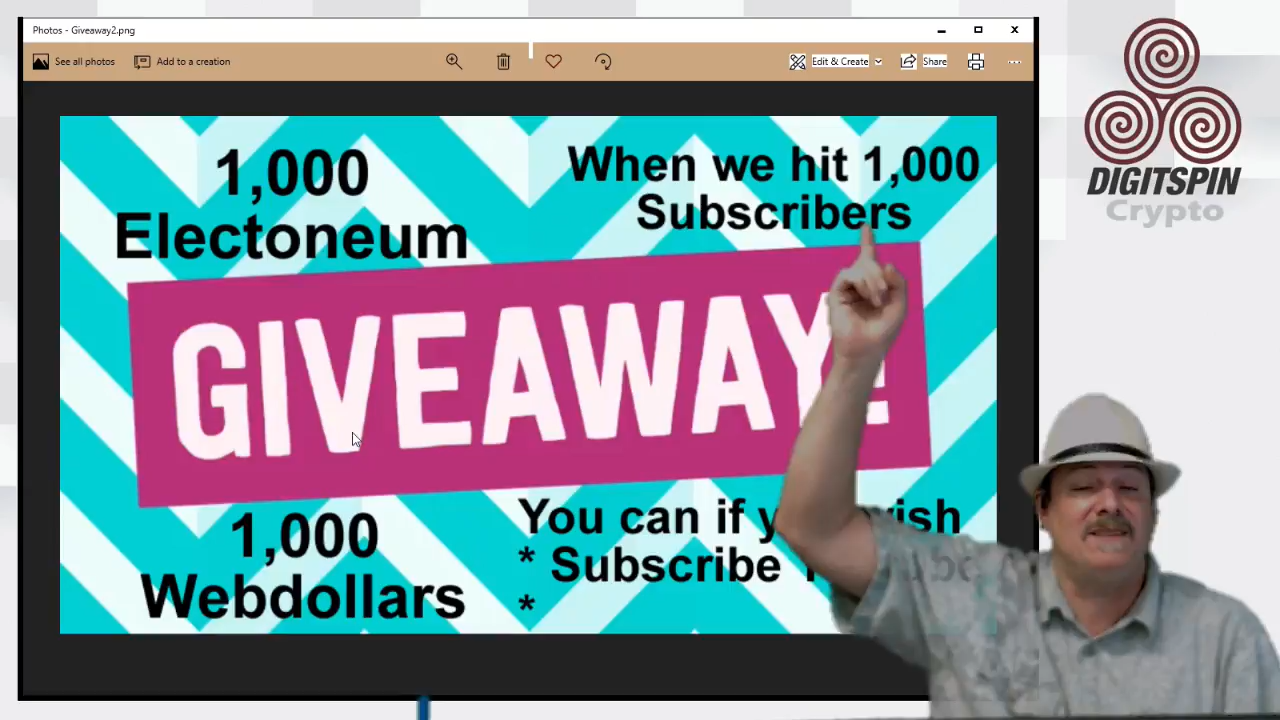 Photos - Giveaway2.png
See all photos
Add to a creation
Edit & Create
Share
DIGITSPIN
Crypto
1,000
Electoneum
When we hit 1,000
Subscribers
GIVEAWAY!
1,000
Webdollars
You can if
* Subscribe
*